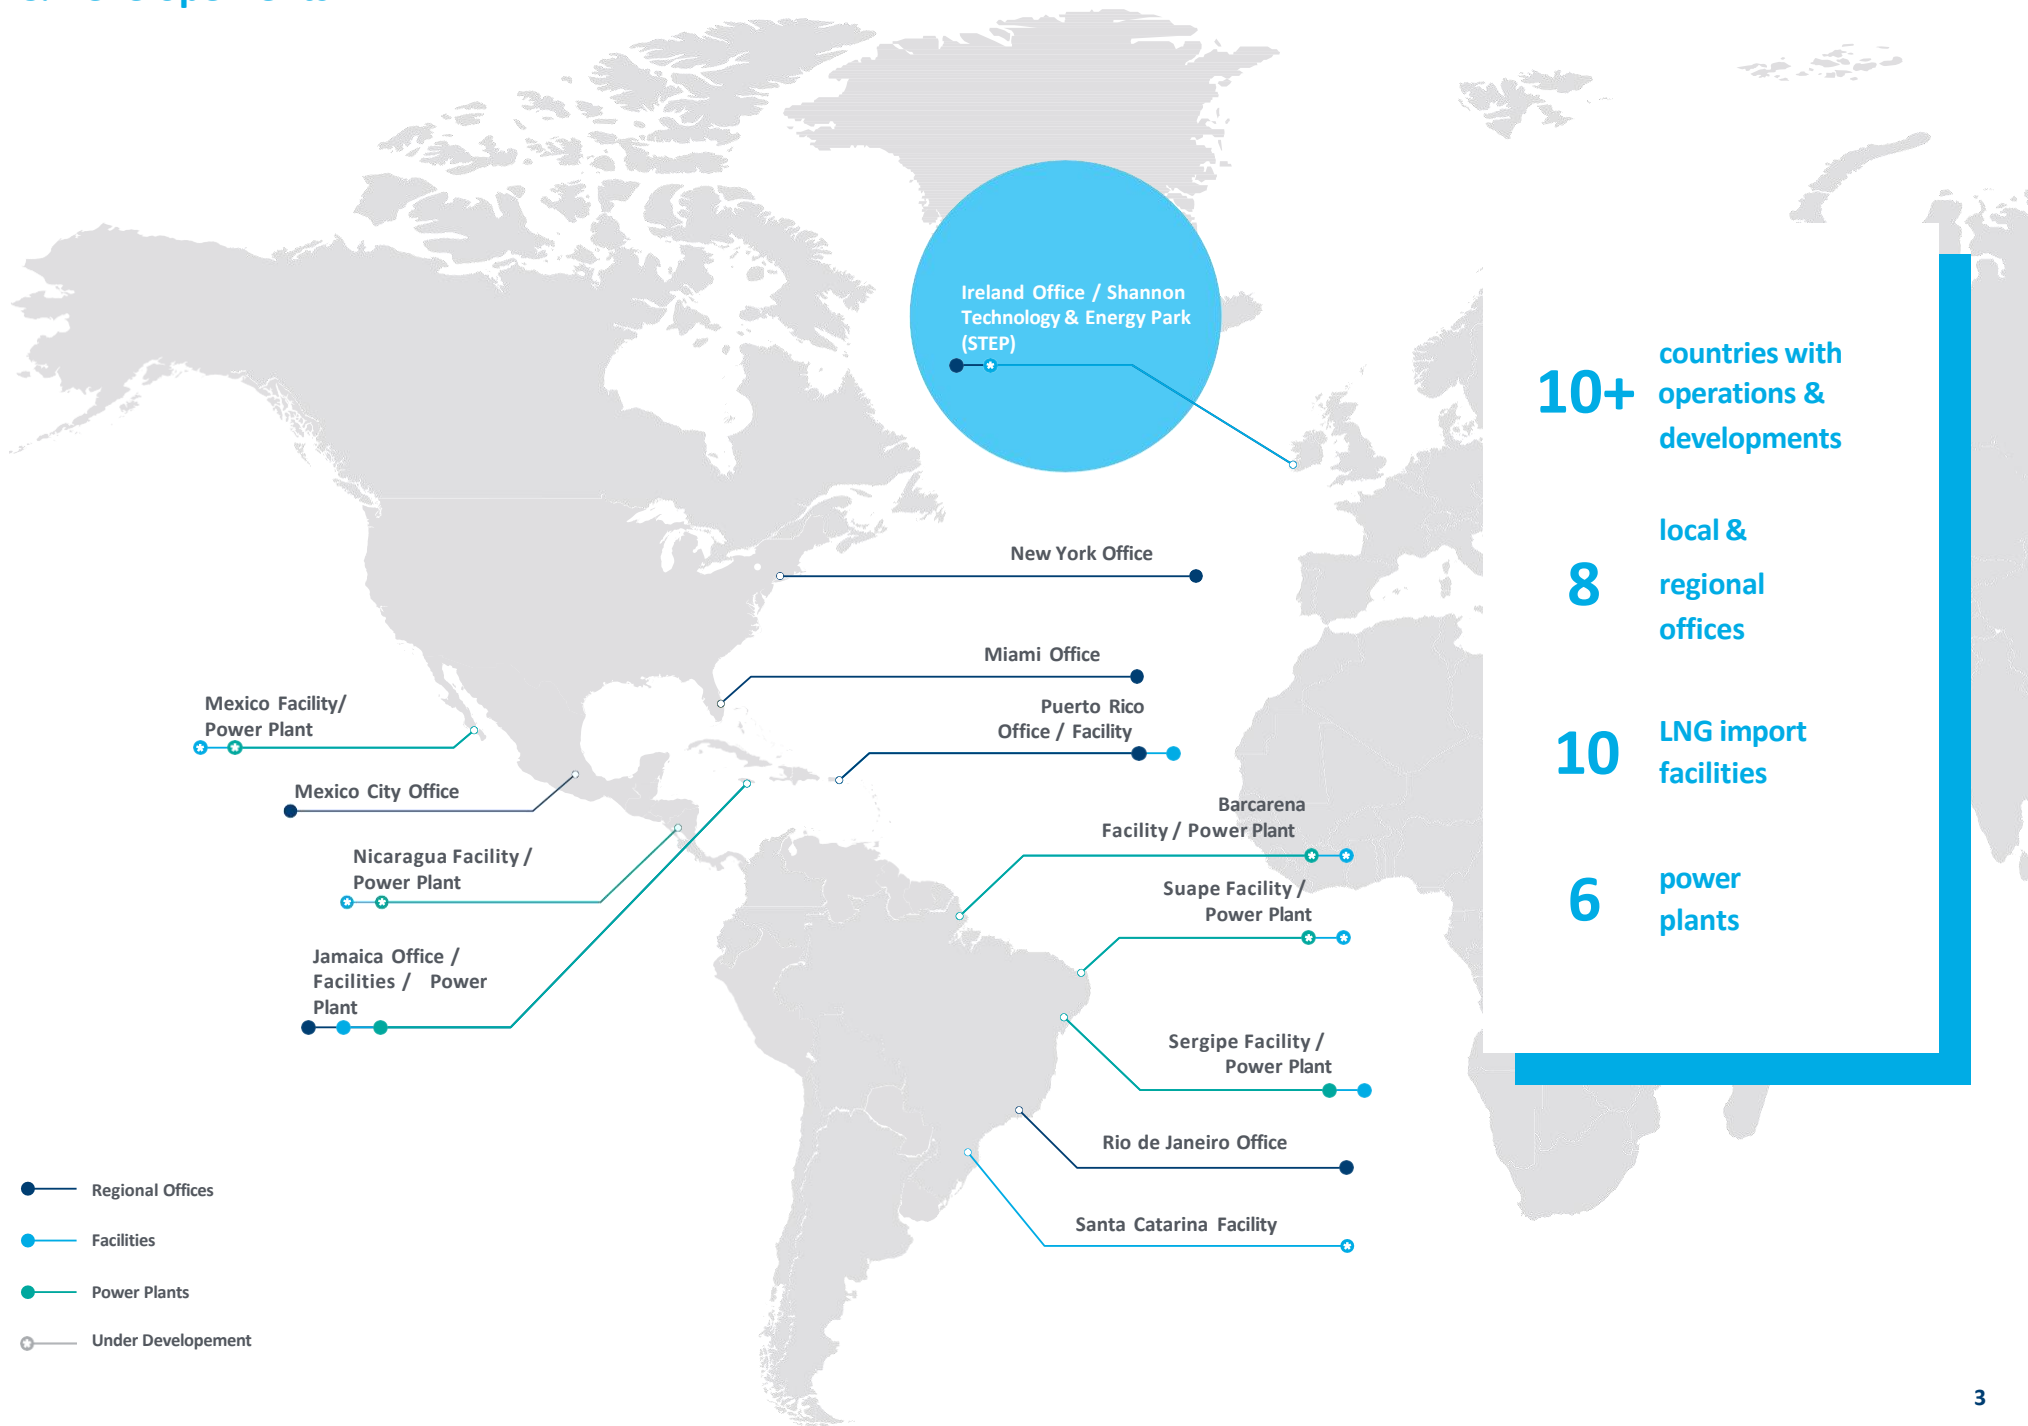 Ireland Office / Shannon
Technology & Energy Park
(STEP)
New York Office
Miami Office
Puerto Rico
Office / Facility
Mexico Facility/
Power Plant
Mexico City Office
Nicaragua Facility /
Power Plant
Jamaica Office /
Facilities / Power
Plant
Barcarena
Facility / Power Plant
Suape Facility /
Power Plant
Sergipe Facility /
Power Plant
Rio de Janeiro Office
Santa Catarina Facility
10+
countries with
operations &
developments
8
local &
regional
offices
10
LNG import
facilities
6
power
plants
Regional Offices
Facilities
Power Plants
Under Developement
3